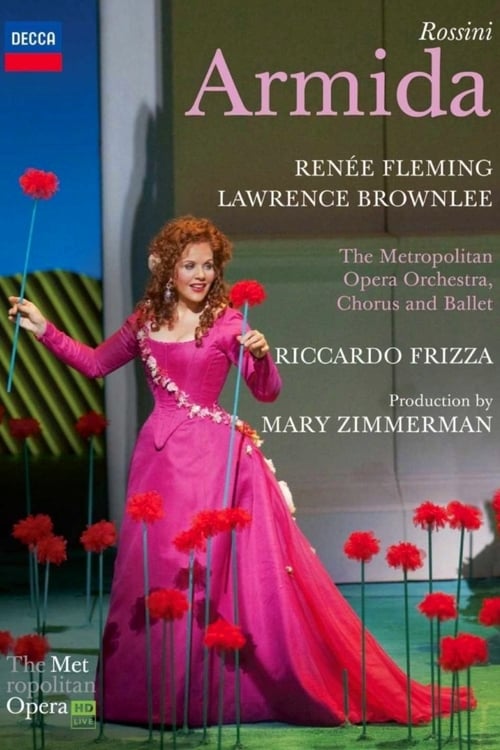 DECCA
Rossini
Armida
RENÉE FLEMING
LAWRENCE BROWNLEE
The Metropolitan
Opera Orchestra,
Chorus and Ballet
RICCARDO FRIZZA
Production by
MARY ZIMMERMAN
The Met
ropolitan
Opera HD
LIVE